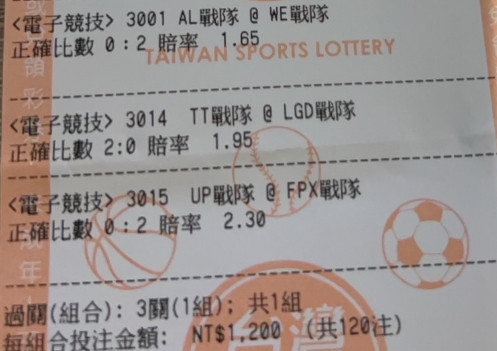 <電子競技> 3001 AL戰隊 @ WE戰隊
正確比數 0:2 賠率 1.65
TAIWAN SPORTS LOTTERY
<電子競技> 3014 TT戰隊 @ LGD戰隊
正確比數 2:0 賠率 1.95
<電子競技> 3015 UP戰隊 @ FPX戰隊
正確比數 0:2 賠率 2.30
過關(組合): 3關(1組); 共1組
每組合投注金額: NT$1,200 (共120注)
台灣